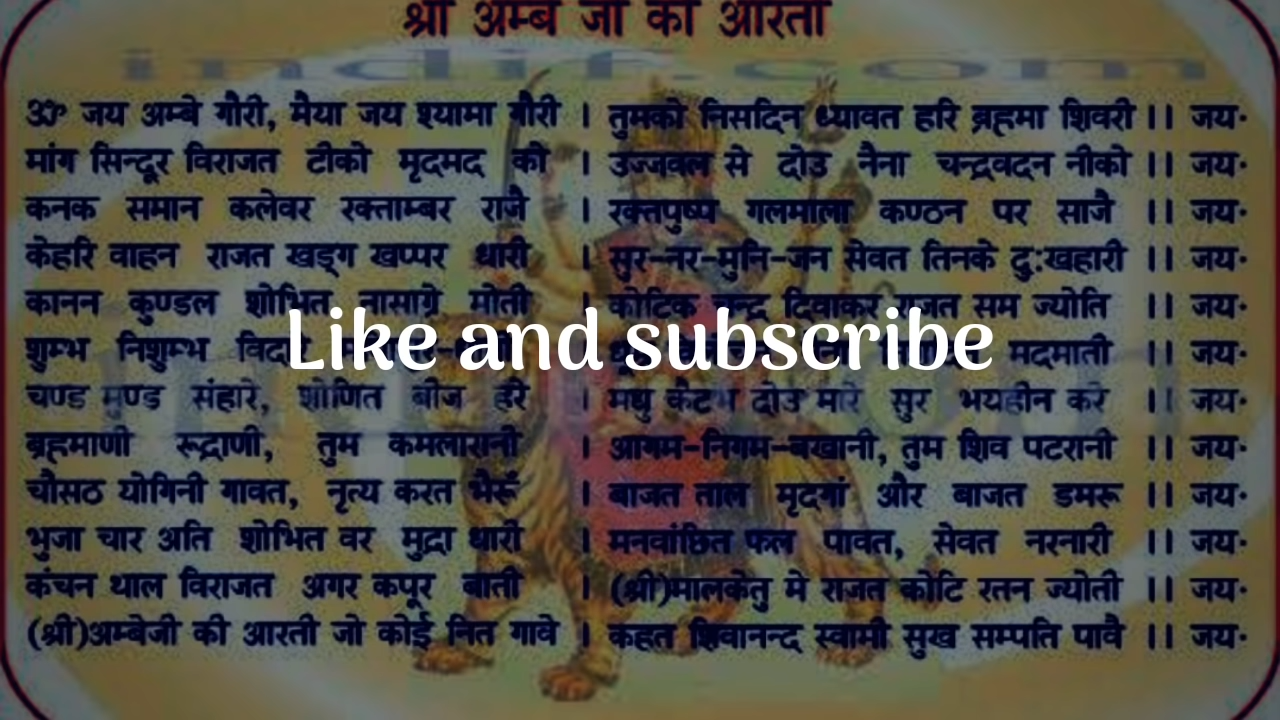 श्री अम्बे जी की आरती
indif.com
ॐ जय अम्बे गौरी, मैया जय श्यामा गौरी । तुमको निसदिन ध्यावत हरि ब्रह्मा शिवरी ।। जय·
मांग सिन्दूर विराजत टीको मृदमद को । उज्जवल से दोउ नैना चन्द्रवदन नीको ।। जय·
कनक समान कलेवर रक्ताम्बर राजै । रक्तपुष्प गलमाला कण्ठन पर साजै ।। जय·
केहरि वाहन राजत खड्ग खप्पर धारी । सुर-नर-मुनि-जन सेवत तिनके दु:खहारी ।। जय·
कानन कुण्डल शोभित नासाग्रे मोती । कोटिक चन्द्र दिवाकर राजत सम ज्योति ।। जय·
Like and subscribe
शुम्भ निशुम्भ मदमाती ।। जय·
चण्ड मुण्ड संहारे, शोणित बीज हरे । मधु कैटभ दोउ मारे सुर भयहीन करे ।। जय·
ब्रह्माणी रूद्राणी, तुम कमलारानी । आगम-निगम-बखानी, तुम शिव पटरानी ।। जय·
चौसठ योगिनी गावत, नृत्य करत भैरूँ । बाजत ताल मृदगां और बाजत डमरू ।। जय·
भुजा चार अति शोभित वर मुद्रा धारी । मनवांछित फल पावत, सेवत नरनारी ।। जय·
कंचन थाल विराजत अगर कपूर बाती । (श्री)मालकेतु मे राजत कोटि रतन ज्योती ।। जय·
(श्री)अम्बेजी की आरती जो कोई नित गावे । कहत शिवानन्द स्वामी सुख सम्पति पावै ।। जय·